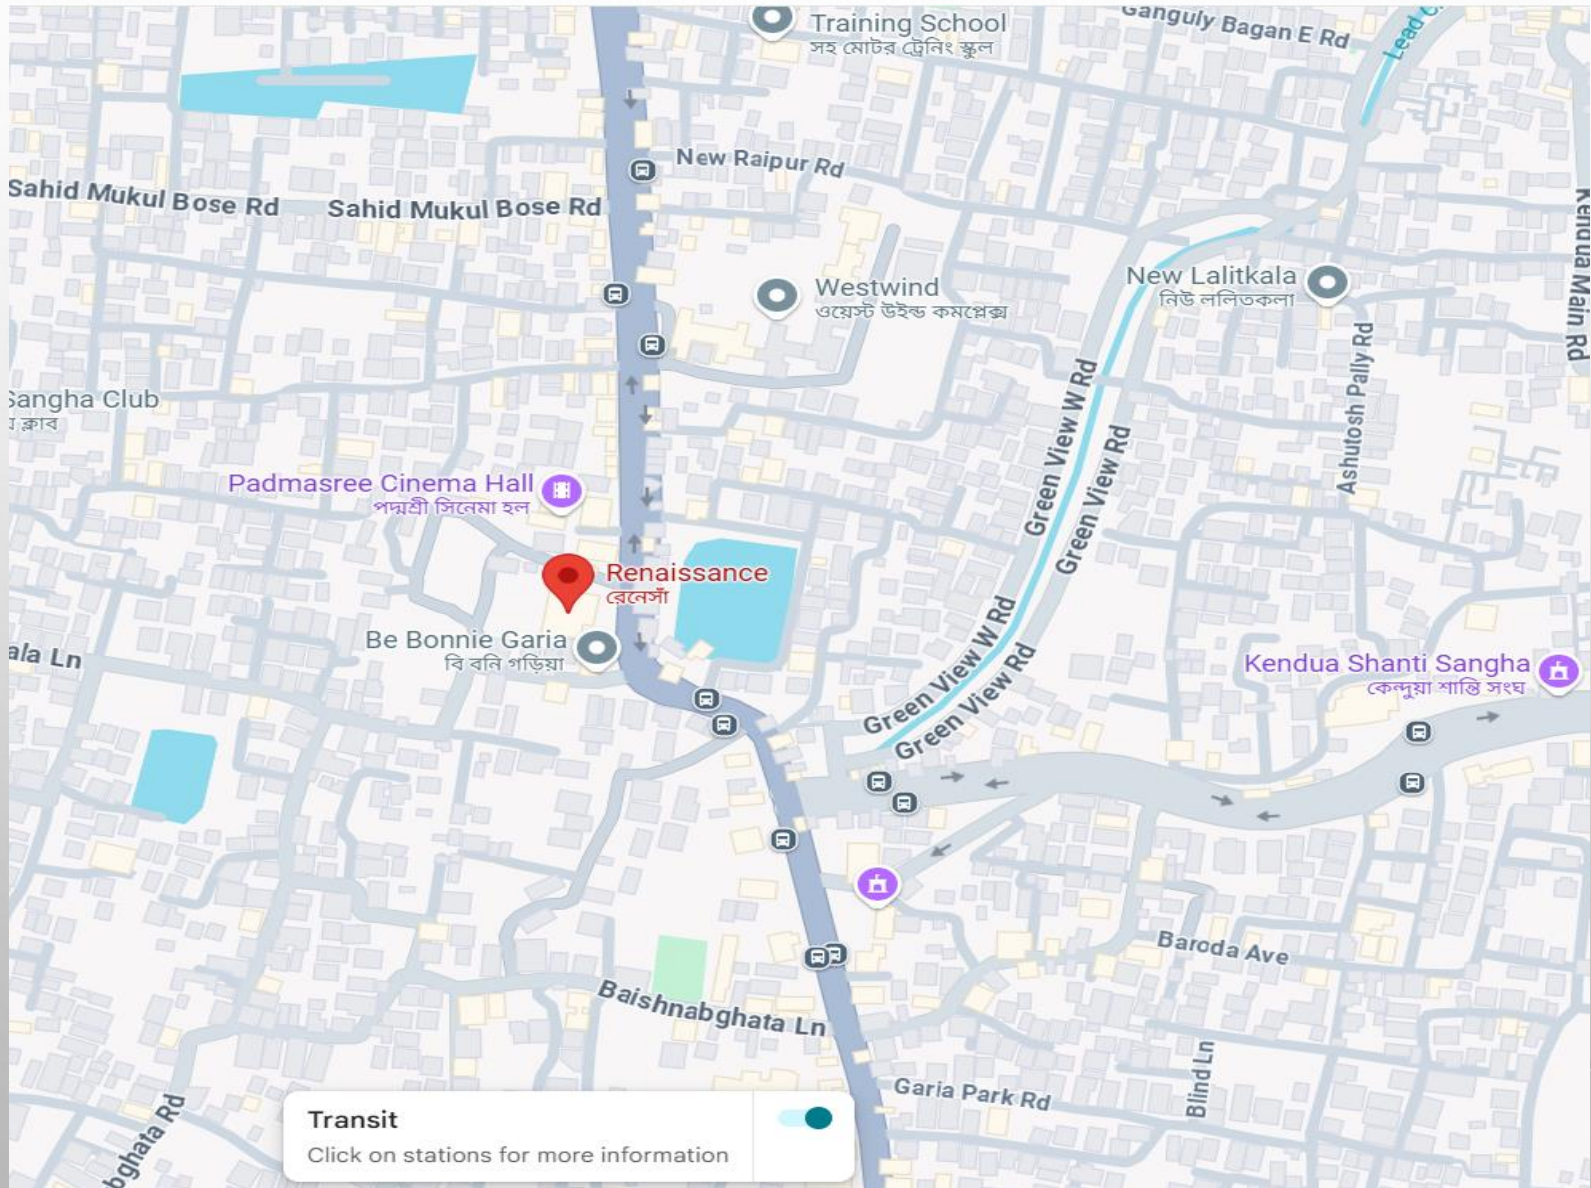 Training School
সহ মোটর ট্রেনিং স্কুল
Ganguly Bagan E Rd
New Raipur Rd
Sahid Mukul Bose Rd
Sahid Mukul Bose Rd
Kendua Main Rd
Westwind
ওয়েস্ট উইন্ড কমপ্লেক্স
New Lalitkala
নিউ ললিতকলা
Ashutosh Pally Rd
Green View W Rd
Green View Rd
Sangha Club
ক্লাব
Padmasree Cinema Hall
পদ্মশ্রী সিনেমা হল
Renaissance
রেনেসাঁ
Be Bonnie Garia
বি বনি গড়িয়া
ala Ln
Green View W Rd
Green View Rd
Kendua Shanti Sangha
কেন্দুয়া শান্তি সংঘ
Baroda Ave
Baishnabghata Ln
Garia Park Rd
Blind Ln
bghata Rd
Transit
Click on stations for more information